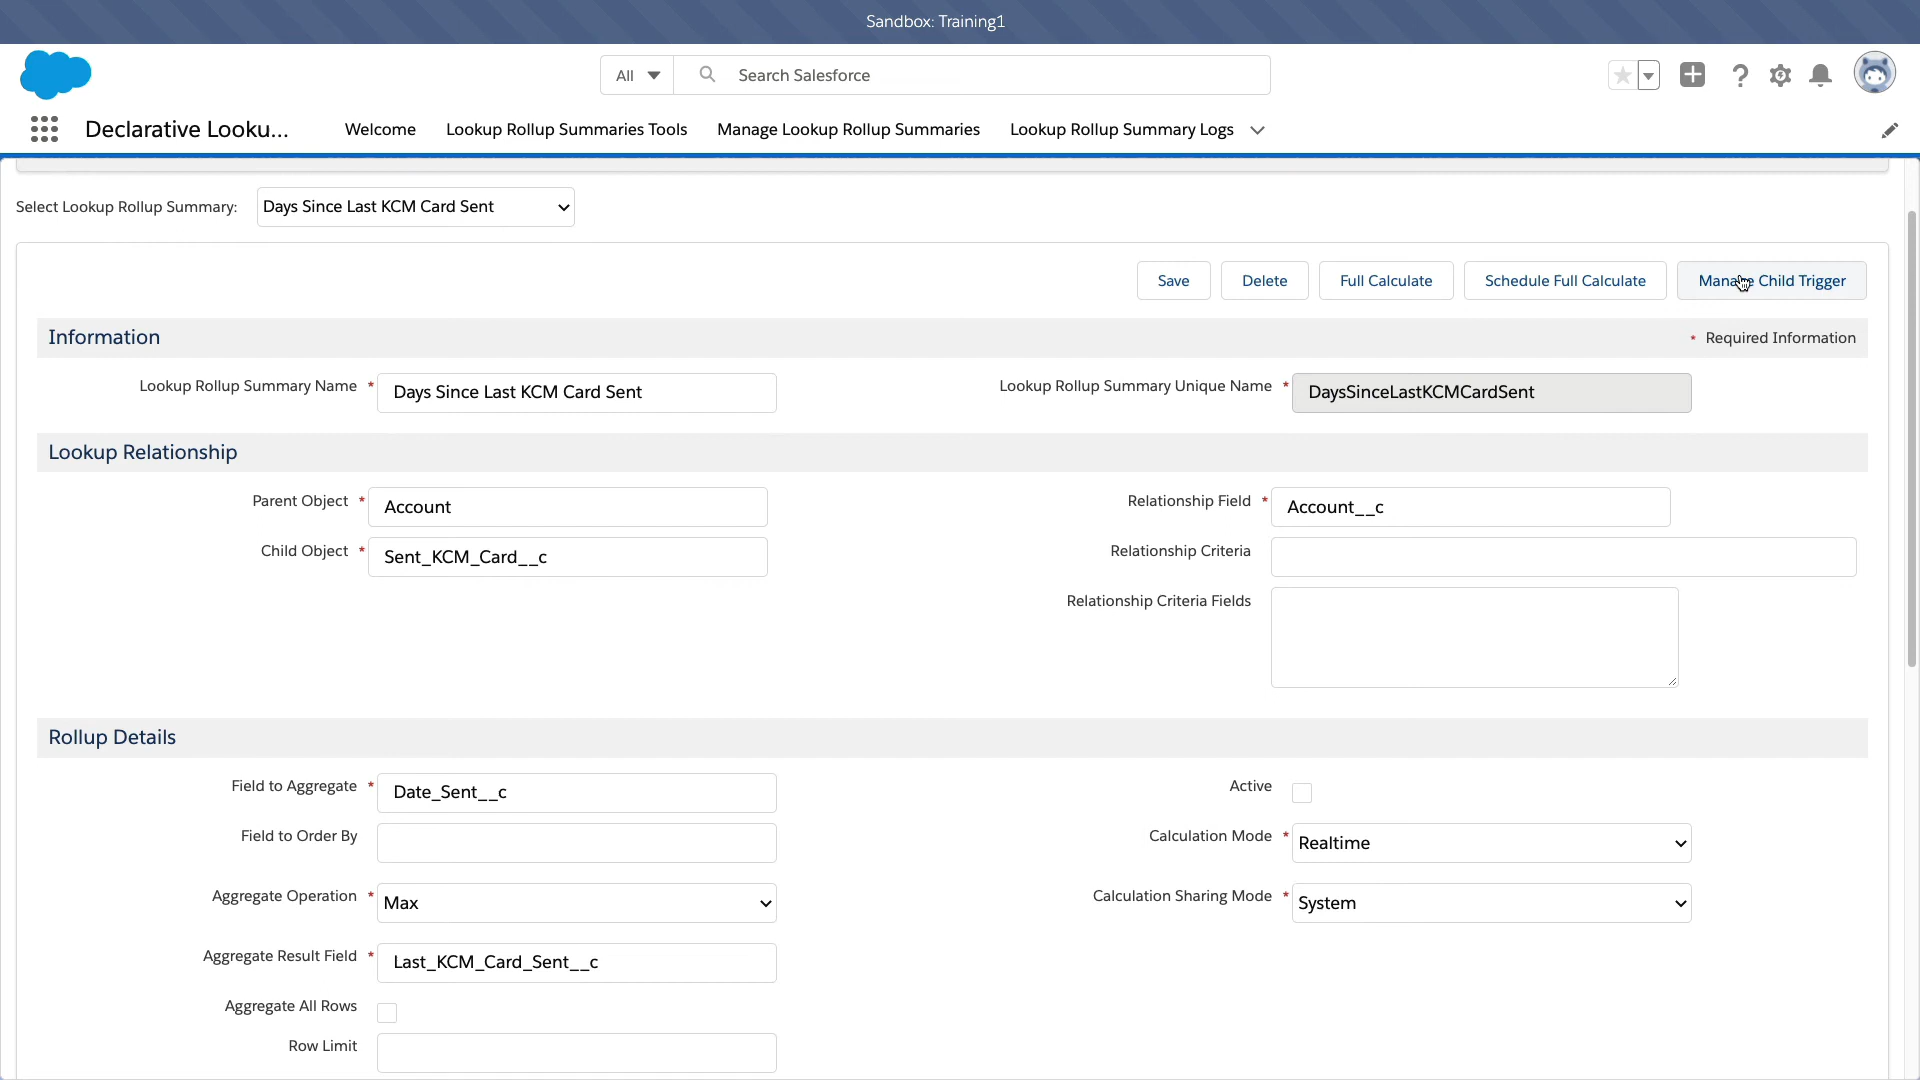 Sandbox: Training1
All
Search Salesforce
Declarative Looku...
Welcome
Lookup Rollup Summaries Tools
Manage Lookup Rollup Summaries
Lookup Rollup Summary Logs
Select Lookup Rollup Summary:
Days Since Last KCM Card Sent
Save
Delete
Full Calculate
Schedule Full Calculate
Manage Child Trigger
Information
* Required Information
Lookup Rollup Summary Name *
Days Since Last KCM Card Sent
Lookup Rollup Summary Unique Name *
DaysSinceLastKCMCardSent
Lookup Relationship
Parent Object *
Account
Relationship Field *
Account__c
Child Object *
Sent_KCM_Card__c
Relationship Criteria
Relationship Criteria Fields
Rollup Details
Field to Aggregate *
Date_Sent__c
Active
Field to Order By
Calculation Mode *
Realtime
Aggregate Operation *
Max
Calculation Sharing Mode *
System
Aggregate Result Field *
Last_KCM_Card_Sent__c
Aggregate All Rows
Row Limit